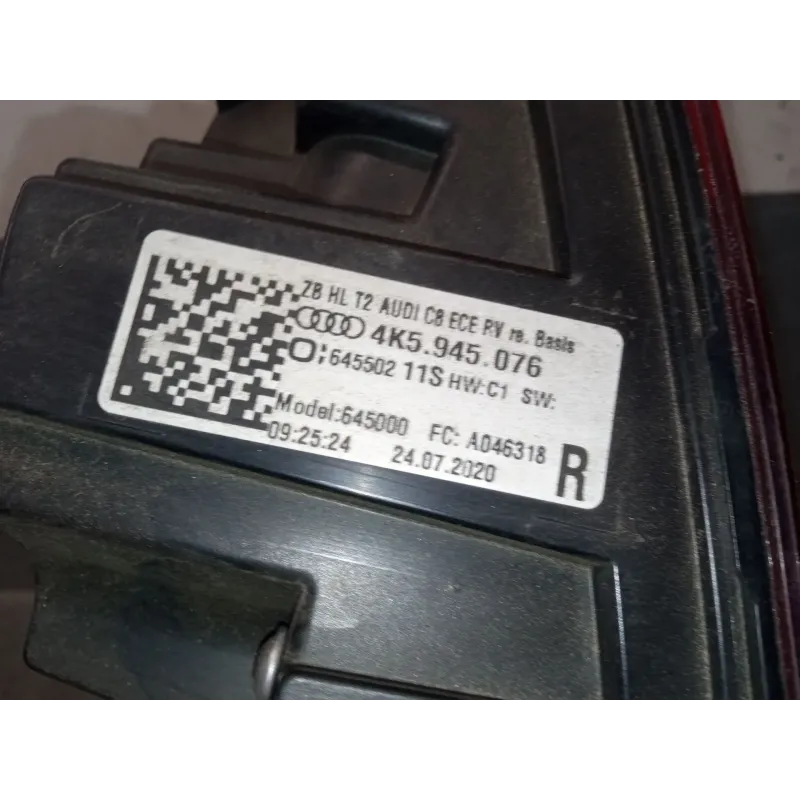 ZB HL T2 AUDI C8 ECE RV re. Basis
4K5.945.076
645502 11S HW:C1 SW:
Model:645000 FC: A046318
09:25:24 24.07.2020 R